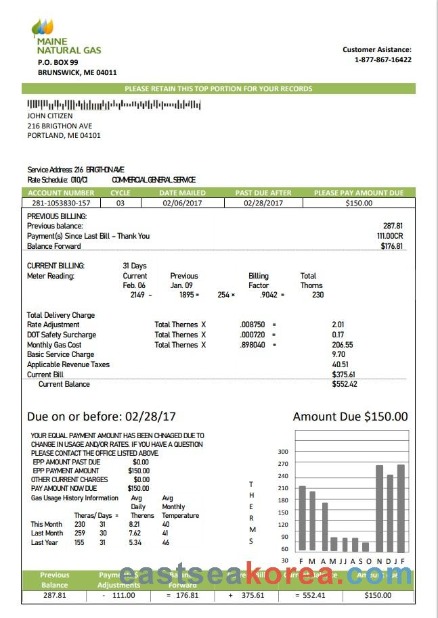 MAINE
NATURAL GAS
P.O. BOX 99
BRUNSWICK, ME 04011
Customer Asistance:
1-877-867-16422
PLEASE RETAIN THIS TOP PORTION FOR YOUR RECORDS
JOHN CITIZEN
216 BRIGTHON AVE
PORTLAND, ME 04101
Service Address: 216 BRIGTHON AVE
Rate Schedule: COMMERCIAL GENERAL SERVICE
ACCOUNT NUMBER CYCLE DATE MAILED PAST DUE AFTER PLEASE PAY AMOUNT DUE
281-1053830-157 03 02/06/2017 02/28/2017 $150.00
PREVIOUS BILLING:
Previous balance: 287.81
Payment(s) Since Last Bill - Thank You 111.00CR
Balance Forward $176.81
CURRENT BILLING: 31 Days
Meter Reading: Current Previous Billing Total
Feb. 06 Jan. 09 Factor Thorns
2149 - 1895 = 254 × .9042 = 230
Total Delivery Charge
Rate Adjustment Total Thernes X .008750 = 2.01
DOT Safety Surcharge Total Thernes X .000720 = 0.17
Monthly Gas Cost Total Thernes X .898040 = 206.55
Basic Service Charge 9.70
Applicable Revenue Taxes 40.51
Current Bill $375.61
Current Balance $552.42
Due on or before: 02/28/17 Amount Due $150.00
YOUR EQUAL PAYMENT AMOUNT HAS BEEN CHNAGED DUE TO
CHANGE IN USAGE AND/OR RATES. IF YOU HAVE A QUESTION
PLEASE CONTACT THE OFFICE LISTED ABOVE
EPP AMOUNT PAST DUE $0.00
EPP PAYMENT AMOUNT $150.00
OTHER CURRENT CHARGES $0.00
PAY AMOUNT NOW DUE $150.00
Gas Usage History Information Avg Avg
Daily Monthly
Theras/ Days = Therens Temperature
This Month 230 31 8.21 40
Last Month 259 30 7.62 41
Last Year 155 31 5.34 46
THERMS
300
270
240
210
180
150
120
90
60
30
F M A M J J A S O N D J F
Previous
Balance
Adjustments
Forward
287.81 - 111.00 = 176.81 + 375.61 = 552.41 $150.00
eastseakorea.com